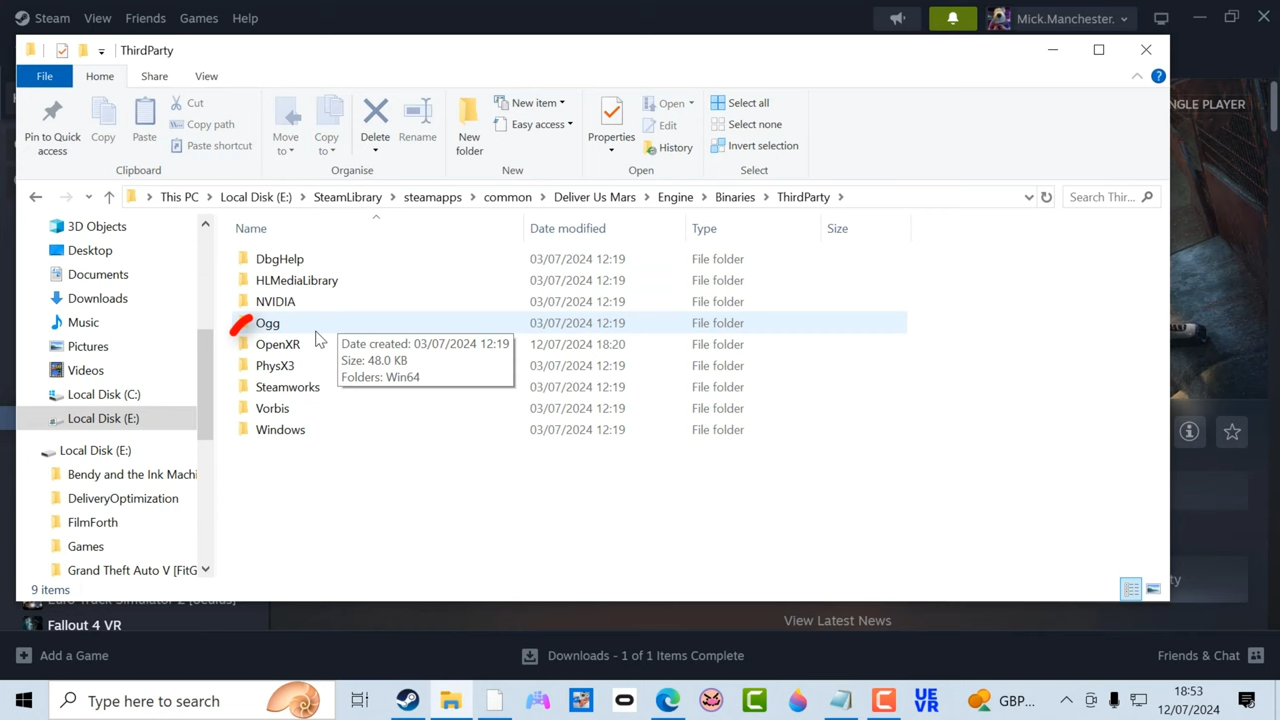 Steam View Friends Games Help Mick.Manchester.
ThirdParty
File Home Share View
NGLE PLAYER
Pin to Quick access
Copy
Paste
Cut
Copy path
Paste shortcut
Move to
Copy to
Delete
Rename
New folder
New item
Easy access
Properties
Open
Edit
History
Select all
Select none
Invert selection
Clipboard Organise New Open Select
This PC Local Disk (E:) SteamLibrary steamapps common Deliver Us Mars Engine Binaries ThirdParty
Search Thir...
3D Objects
Desktop
Documents
Downloads
Music
Pictures
Videos
Local Disk (C:)
Local Disk (E:)
Local Disk (E:)
Bendy and the Ink Machi
DeliveryOptimization
FilmForth
Games
Grand Theft Auto V [FitG
Name Date modified Type Size
DbgHelp 03/07/2024 12:19 File folder
HLMediaLibrary 03/07/2024 12:19 File folder
NVIDIA 03/07/2024 12:19 File folder
Ogg 03/07/2024 12:19 File folder
OpenXR 12/07/2024 18:20 File folder
PhysX3 03/07/2024 12:19 File folder
Steamworks 03/07/2024 12:19 File folder
Vorbis 03/07/2024 12:19 File folder
Windows 03/07/2024 12:19 File folder
Date created: 03/07/2024 12:19
Size: 48.0 KB
Folders: Win64
9 items
Fallout 4 VR
View Latest News
Add a Game
Downloads - 1 of 1 Items Complete
Friends & Chat
Type here to search
UE
VR
GBP...
18:53
12/07/2024